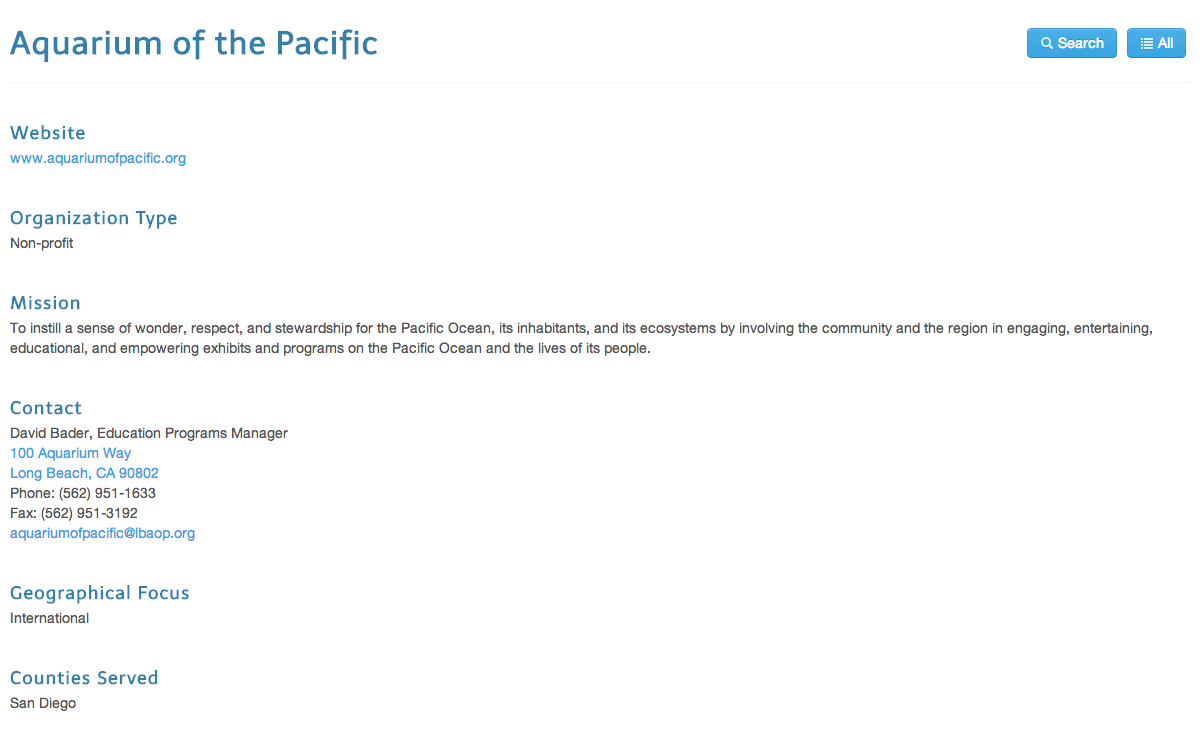 Aquarium of the Pacific
Search
All
Website
www.aquariumofpacific.org
Organization Type
Non-profit
Mission
To instill a sense of wonder, respect, and stewardship for the Pacific Ocean, its inhabitants, and its ecosystems by involving the community and the region in engaging, entertaining,
educational, and empowering exhibits and programs on the Pacific Ocean and the lives of its people.
Contact
David Bader, Education Programs Manager
100 Aquarium Way
Long Beach, CA 90802
Phone: (562) 951-1633
Fax: (562) 951-3192
aquariumofpacific@lbaop.org
Geographical Focus
International
Counties Served
San Diego